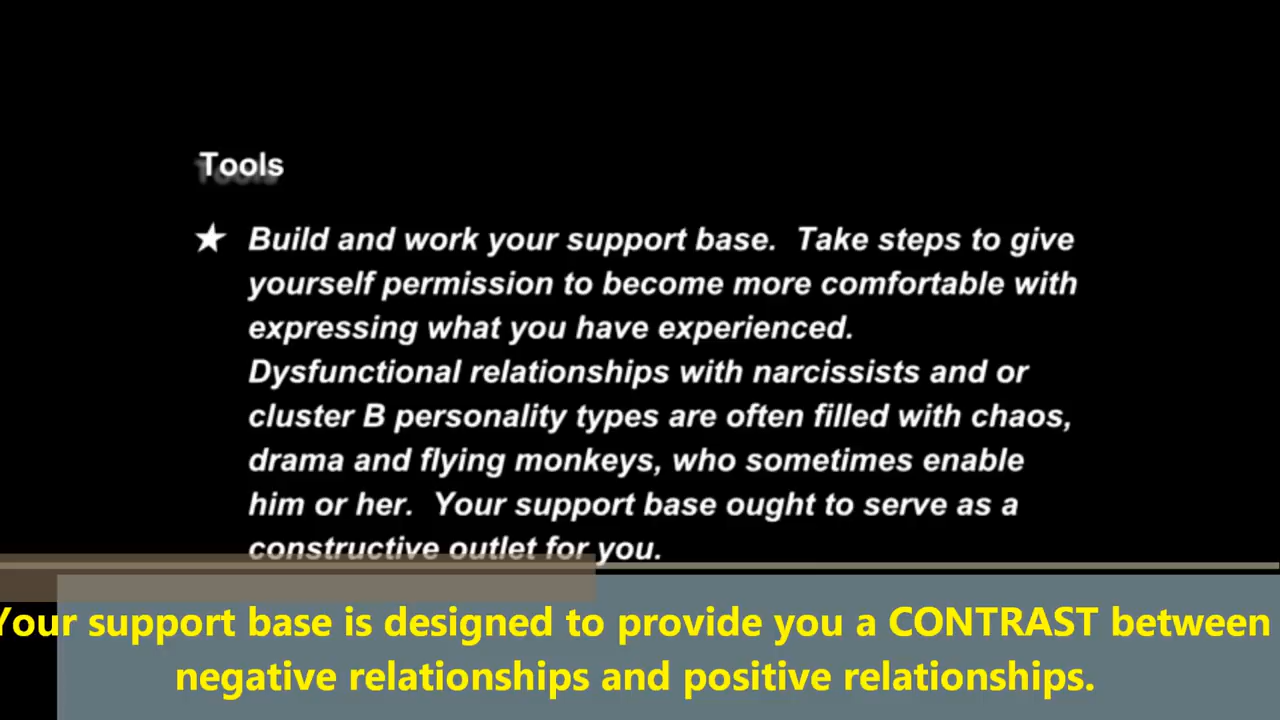 Tools
★ Build and work your support base. Take steps to give
yourself permission to become more comfortable with
expressing what you have experienced.
Dysfunctional relationships with narcissists and or
cluster B personality types are often filled with chaos,
drama and flying monkeys, who sometimes enable
him or her. Your support base ought to serve as a
constructive outlet for you.
Your support base is designed to provide you a CONTRAST between
negative relationships and positive relationships.